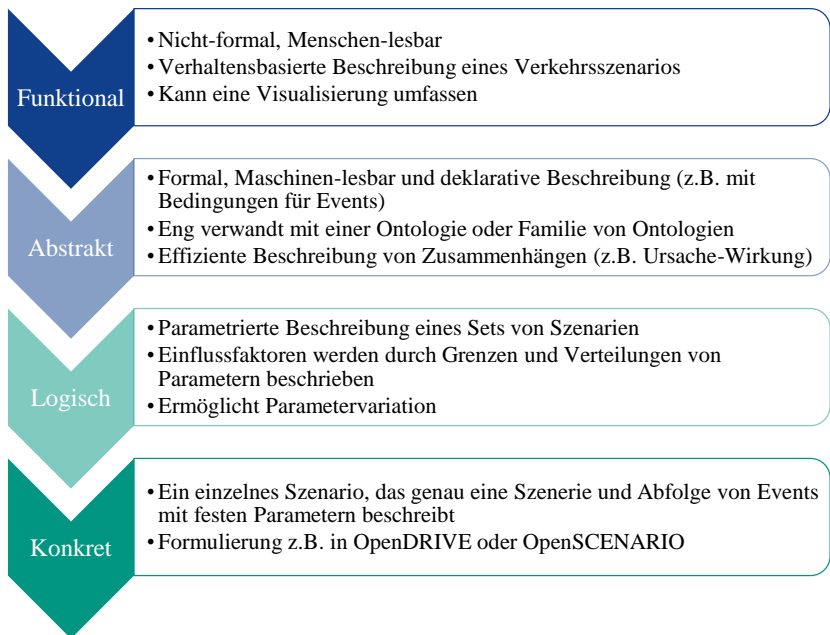 Funktional
• Nicht-formal, Menschen-lesbar
• Verhaltensbasierte Beschreibung eines Verkehrsszenarios
• Kann eine Visualisierung umfassen
Abstrakt
• Formal, Maschinen-lesbar und deklarative Beschreibung (z.B. mit
Bedingungen für Events)
• Eng verwandt mit einer Ontologie oder Familie von Ontologien
• Effiziente Beschreibung von Zusammenhängen (z.B. Ursache-Wirkung)
Logisch
• Parametrierte Beschreibung eines Sets von Szenarien
• Einflussfaktoren werden durch Grenzen und Verteilungen von
Parametern beschrieben
• Ermöglicht Parametervariation
Konkret
• Ein einzelnes Szenario, das genau eine Szenerie und Abfolge von Events
mit festen Parametern beschreibt
• Formulierung z.B. in OpenDRIVE oder OpenSCENARIO